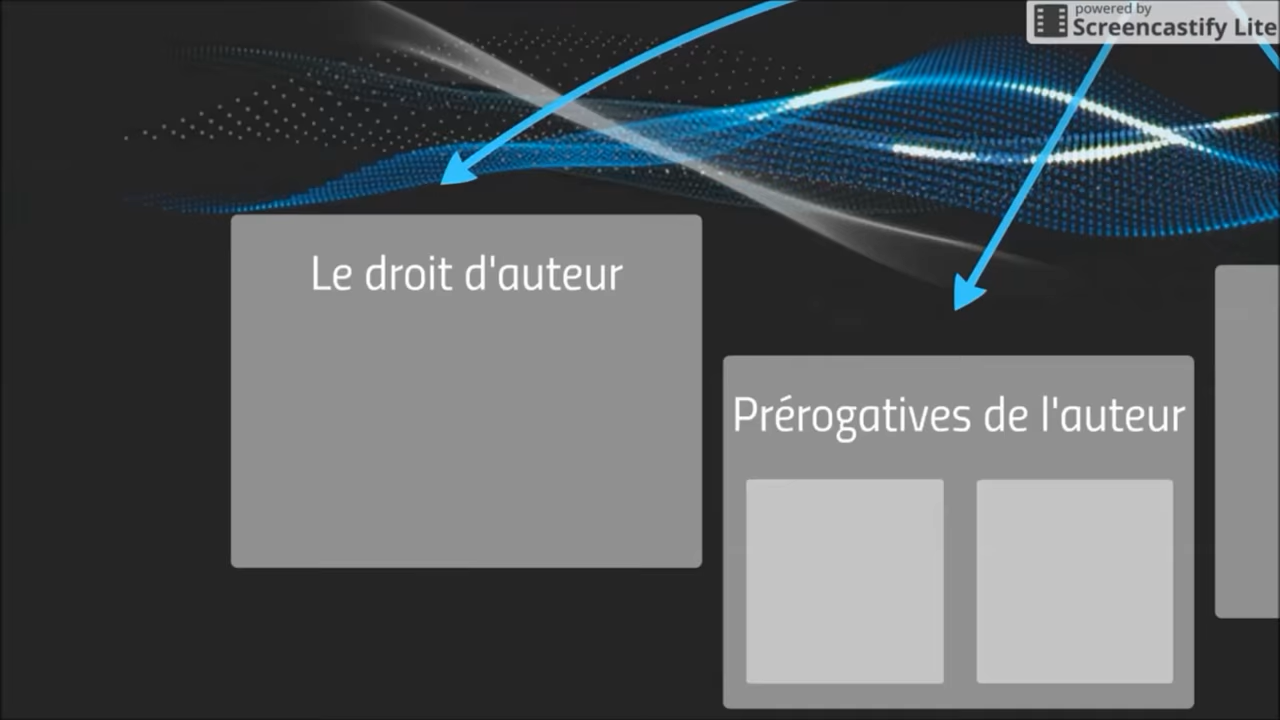 powered by
Screencastify Lite
Le droit d'auteur
Prérogatives de l'auteur